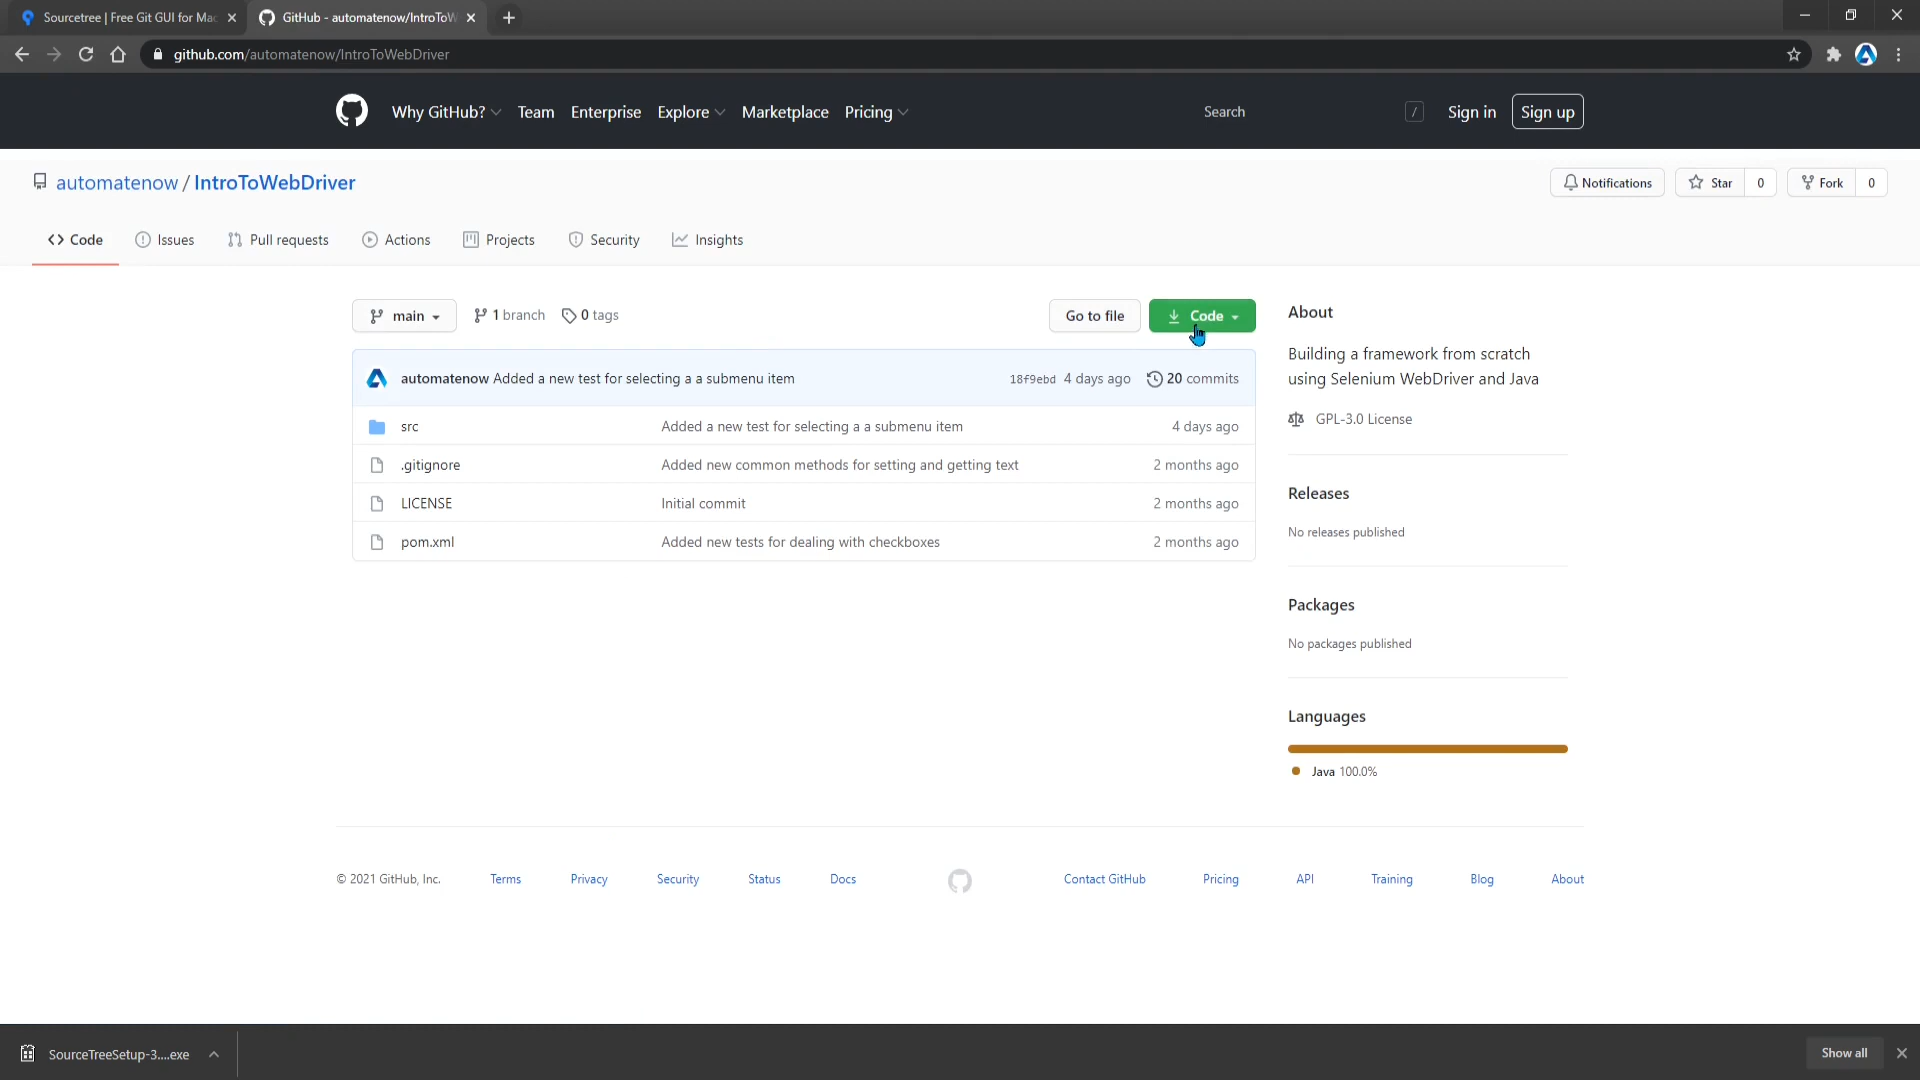 Sourcetree | Free Git GUI for Mac
GitHub - automatenow/IntroToW
github.com/automatenow/IntroToWebDriver
Why GitHub? Team Enterprise Explore Marketplace Pricing Search / Sign in Sign up
automatenow / IntroToWebDriver
Notifications Star 0 Fork 0
Code Issues Pull requests Actions Projects Security Insights
main 1 branch 0 tags Go to file Code
automatenow Added a new test for selecting a a submenu item 18f9ebd 4 days ago 20 commits
src Added a new test for selecting a a submenu item 4 days ago
.gitignore Added new common methods for setting and getting text 2 months ago
LICENSE Initial commit 2 months ago
pom.xml Added new tests for dealing with checkboxes 2 months ago
About
Building a framework from scratch
using Selenium WebDriver and Java
GPL-3.0 License
Releases
No releases published
Packages
No packages published
Languages
Java 100.0%
© 2021 GitHub, Inc. Terms Privacy Security Status Docs Contact GitHub Pricing API Training Blog About
SourceTreeSetup-3....exe Show all